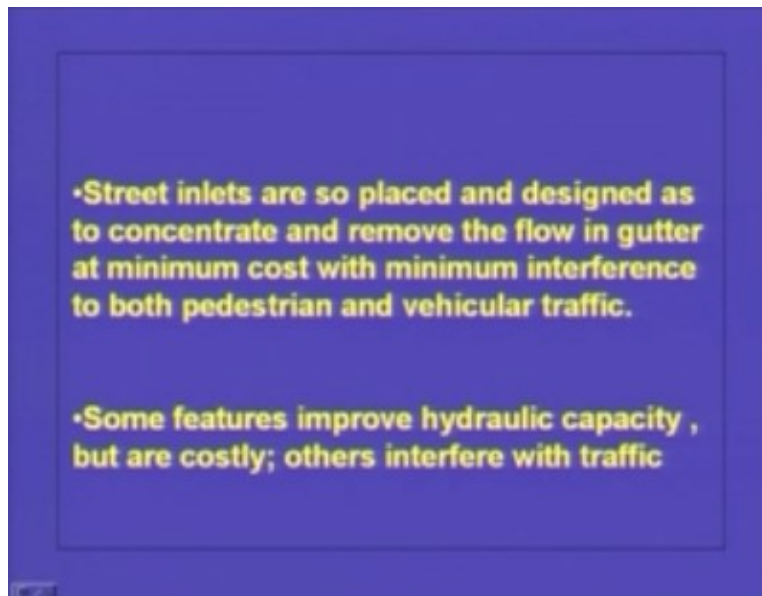 •Street inlets are so placed and designed as
to concentrate and remove the flow in gutter
at minimum cost with minimum interference
to both pedestrian and vehicular traffic.
•Some features improve hydraulic capacity ,
but are costly; others interfere with traffic